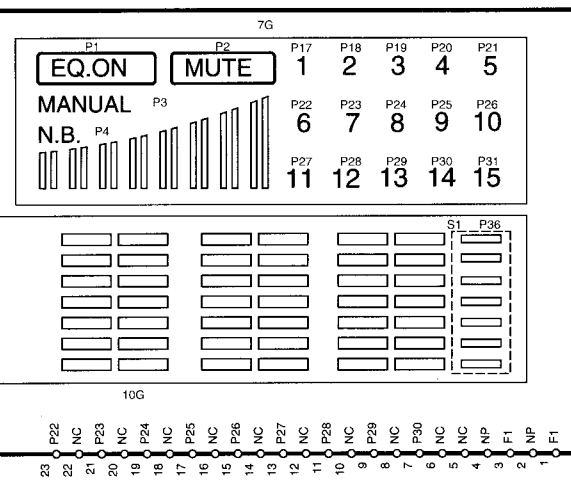 7G
P1 P2 P17 P18 P19 P20 P21
EQ.ON MUTE 1 2 3 4 5
MANUAL P3 P22 P23 P24 P25 P26
N.B. P4 6 7 8 9 10
P27 P28 P29 P30 P31
11 12 13 14 15
S1 P36
10G
P22 NC P23 NC P24 NC P25 NC P26 NC P27 NC P28 NC P29 NC P30 NC NC NP F1 NP F1
23 22 21 20 19 18 17 16 15 14 13 12 11 10 9 8 7 6 5 4 3 2 1